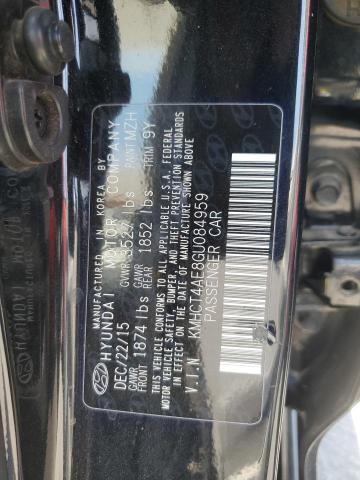 MANUFACTURED IN KOREA BY
HYUNDAI MOTOR COMPANY
DEC/22/15 GVWR 3527 lbs PAINT MZH
GAWR FRONT 1874 lbs GAWR REAR 1852 lbs TRIM 9Y
THIS VEHICLE CONFORMS TO ALL APPLICABLE U.S.A. FEDERAL
MOTOR VEHICLE SAFETY, BUMPER, AND THEFT PREVENTION STANDARDS
IN EFFECT ON THE DATE OF MANUFACTURE SHOWN ABOVE
V.I.N KMHCT4AE8GU084959
PASSENGER CAR